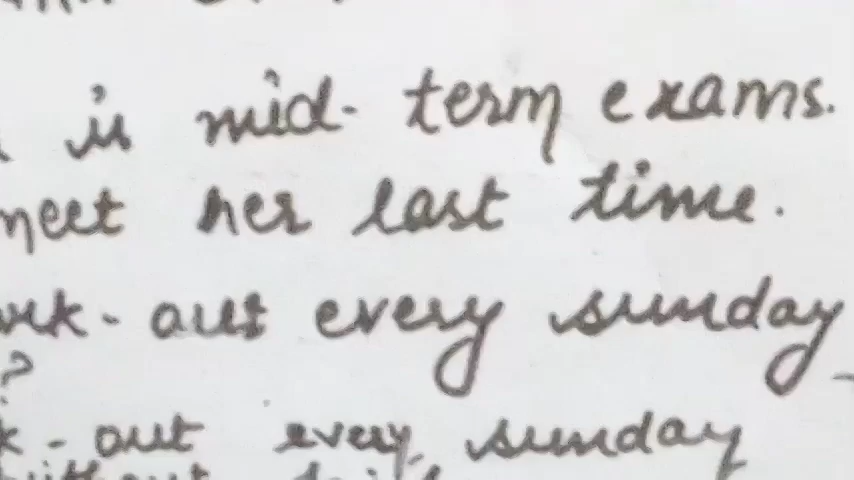 is mid- term exams.
meet her last time.
out every sunday
?
- out every sunday